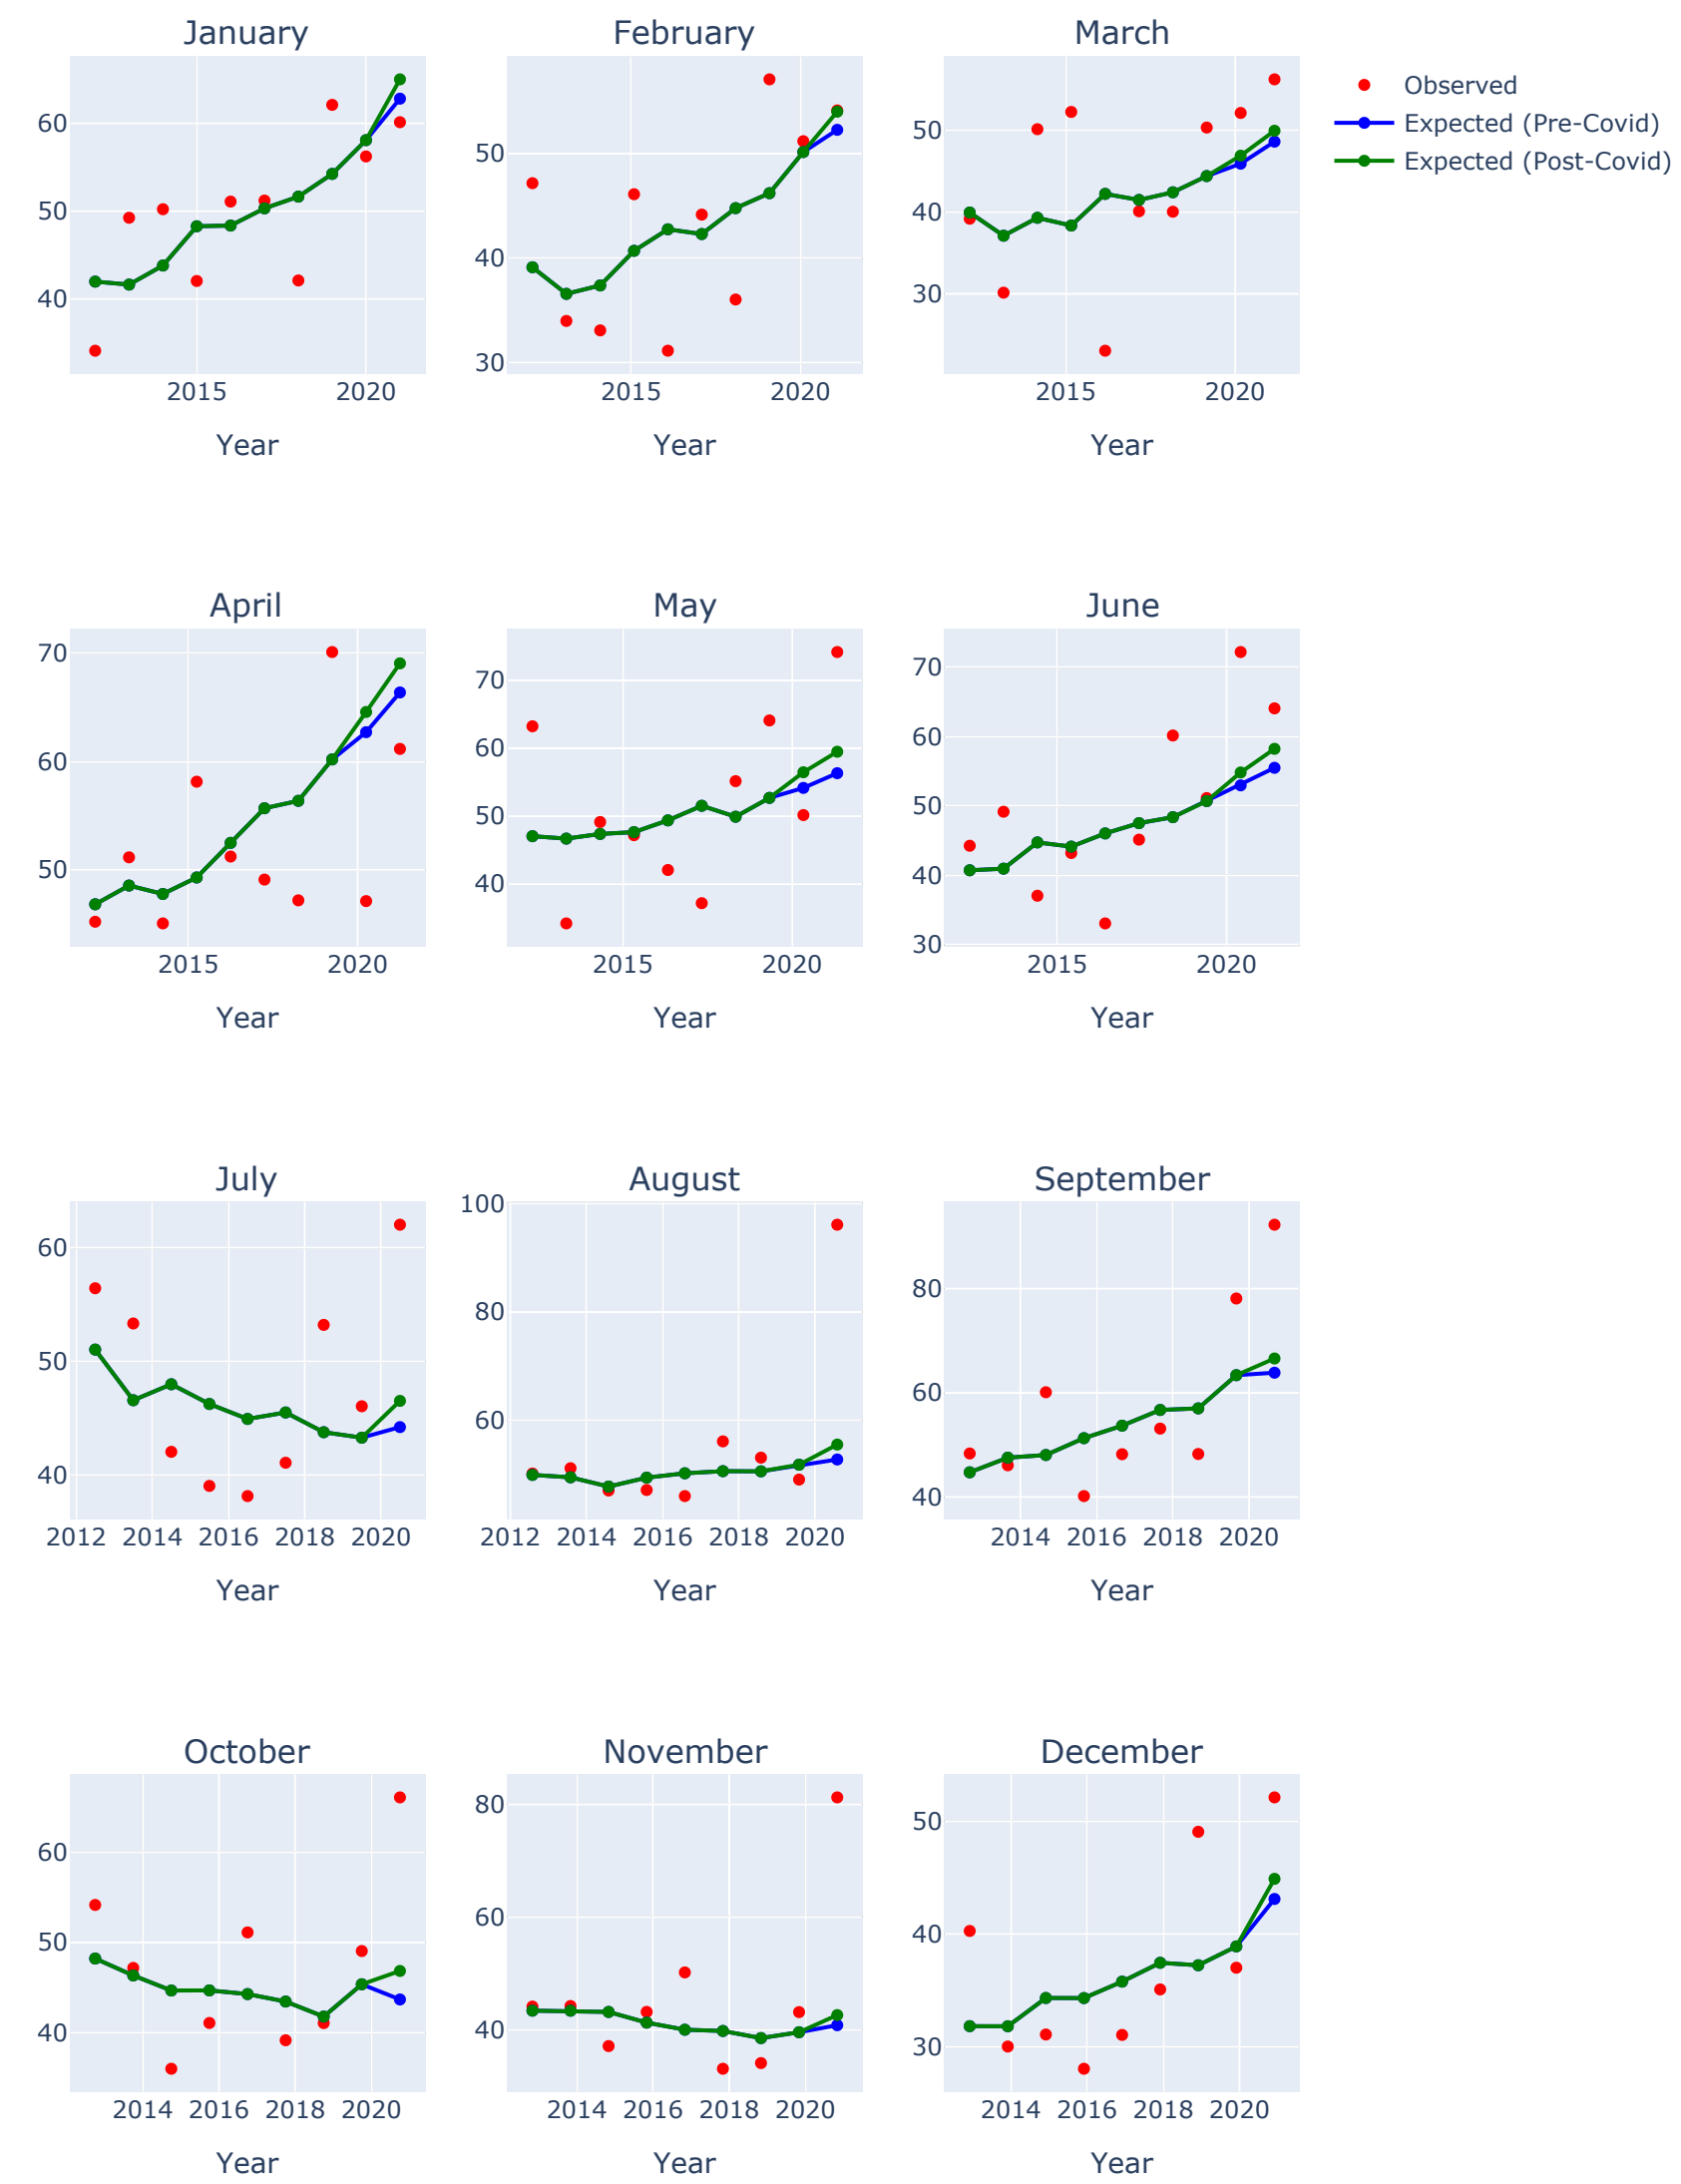 January
February
March
60
50
40
50
40
30
50
40
30
Observed
Expected (Pre-Covid)
Expected (Post-Covid)
2015 2020
2015 2020
2015 2020
Year
Year
Year
April
May
June
70
60
50
70
60
50
40
70
60
50
40
30
2015 2020
2015 2020
2015 2020
Year
Year
Year
July
August
September
60
50
40
100
80
60
80
60
40
2012 2014 2016 2018 2020
2012 2014 2016 2018 2020
2014 2016 2018 2020
Year
Year
Year
October
November
December
60
50
40
80
60
40
50
40
30
2014 2016 2018 2020
2014 2016 2018 2020
2014 2016 2018 2020
Year
Year
Year